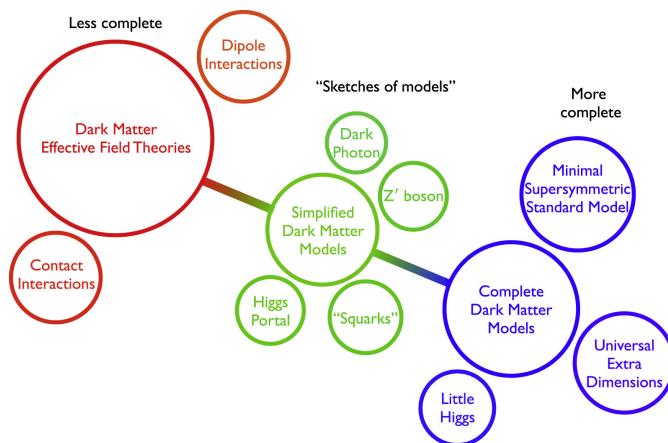 Less complete
Dipole
Interactions
Dark Matter
Effective Field Theories
Contact
Interactions
“Sketches of models”
Dark
Photon
Z′ boson
Simplified
Dark Matter
Models
Higgs
Portal
“Squarks”
More
complete
Minimal
Supersymmetric
Standard Model
Complete
Dark Matter
Models
Universal
Extra
Dimensions
Little
Higgs